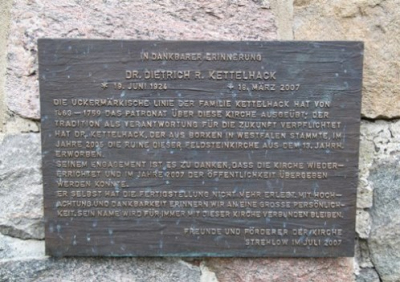 IN DANKBARER ERINNERUNG
DR. DIETRICH R. KETTELHACK
* 19. JUNI 1924 + 18. MÄRZ 2007
DIE UCKERMÄRKISCHE LINIE DER FAMILIE KETTELHACK HAT VON
1480 - 1760 DAS PATRONAT ÜBER DIESE KIRCHE AUSGEÜBT. DER
TRADITION ALS VERANTWORTUNG FÜR DIE ZUKUNFT VERPFLICHTET
HAT DR. KETTELHACK, DER AUS BORKEN IN WESTFALEN STAMMTE, IM
JAHRE DIE RUINE DIESER FELDSTEINKIRCHE AUS DEM 13. JAHRH.
ERWORBEN.
SEINEM ENGAGEMENT IST ES ZU DANKEN, DASS DIE KIRCHE WIEDER-
ERRICHTET UND IM JAHRE 2007 DER ÖFFENTLICHKEIT ÜBERGEBEN
WERDEN KONNTE.
ER SELBST HAT DIE FERTIGSTELLUNG NICHT MEHR ERLEBT. MIT HOCH-
ACHTUNG UND DANKBARKEIT ERINNERN WIR AN EINE GROSSE PERSÖNLICH-
KEIT. SEIN NAME WIRD FÜR IMMER MIT DIESER KIRCHE VERBUNDEN BLEIBEN.
FREUNDE UND FÖRDERER DER KIRCHE
STREHLOW IM JULI 2007